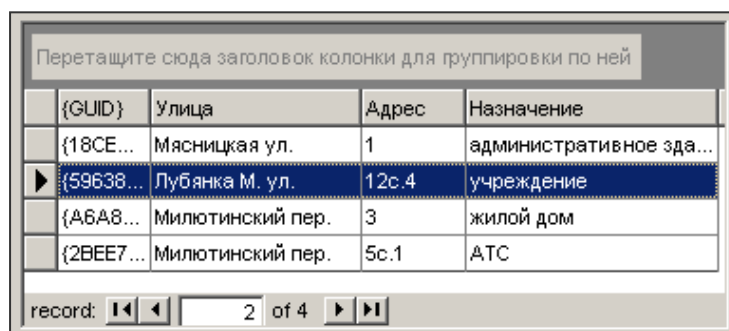 Перетащите сюда заголовок колонки для группировки по ней
{GUID} Улица Адрес Назначение
{18CE... Мясницкая ул. 1 административное зда...
{59638... Лубянка М. ул. 12с.4 учреждение
{A6A8... Милютинский пер. 3 жилой дом
{2BEE7... Милютинский пер. 5с.1 АТС
record: 2 of 4